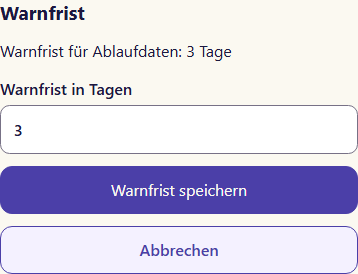 Warnfrist
Warnfrist für Ablaufdaten: 3 Tage
Warnfrist in Tagen
3
Warnfrist speichern
Abbrechen